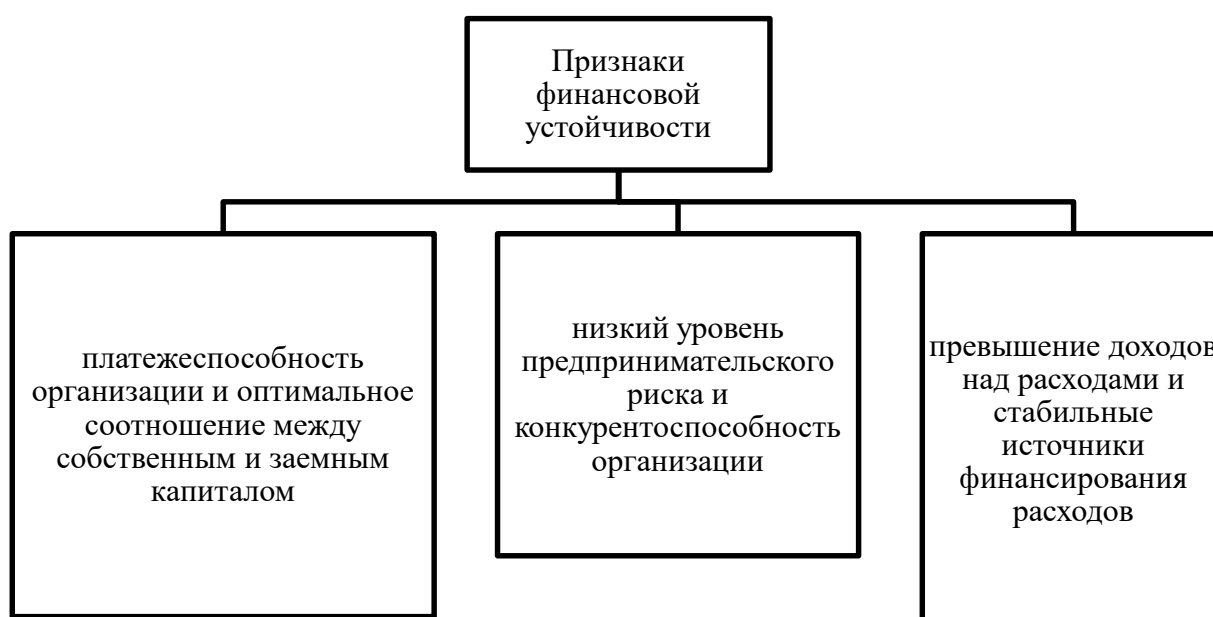 Признаки
финансовой
устойчивости
платежеспособность
организации и оптимальное
соотношение между
собственным и заемным
капиталом
низкий уровень
предпринимательского
риска и
конкурентоспособность
организации
превышение доходов
над расходами и
стабильные
источники
финансирования
расходов